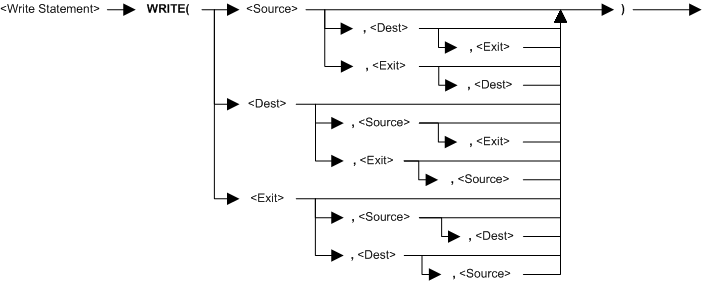 <Write Statement> WRITE( <Source> )
, <Dest>
, <Exit>
, <Exit>
, <Dest>
<Dest>
, <Source>
, <Exit>
, <Exit>
, <Source>
<Exit>
, <Source>
, <Dest>
, <Dest>
, <Source>